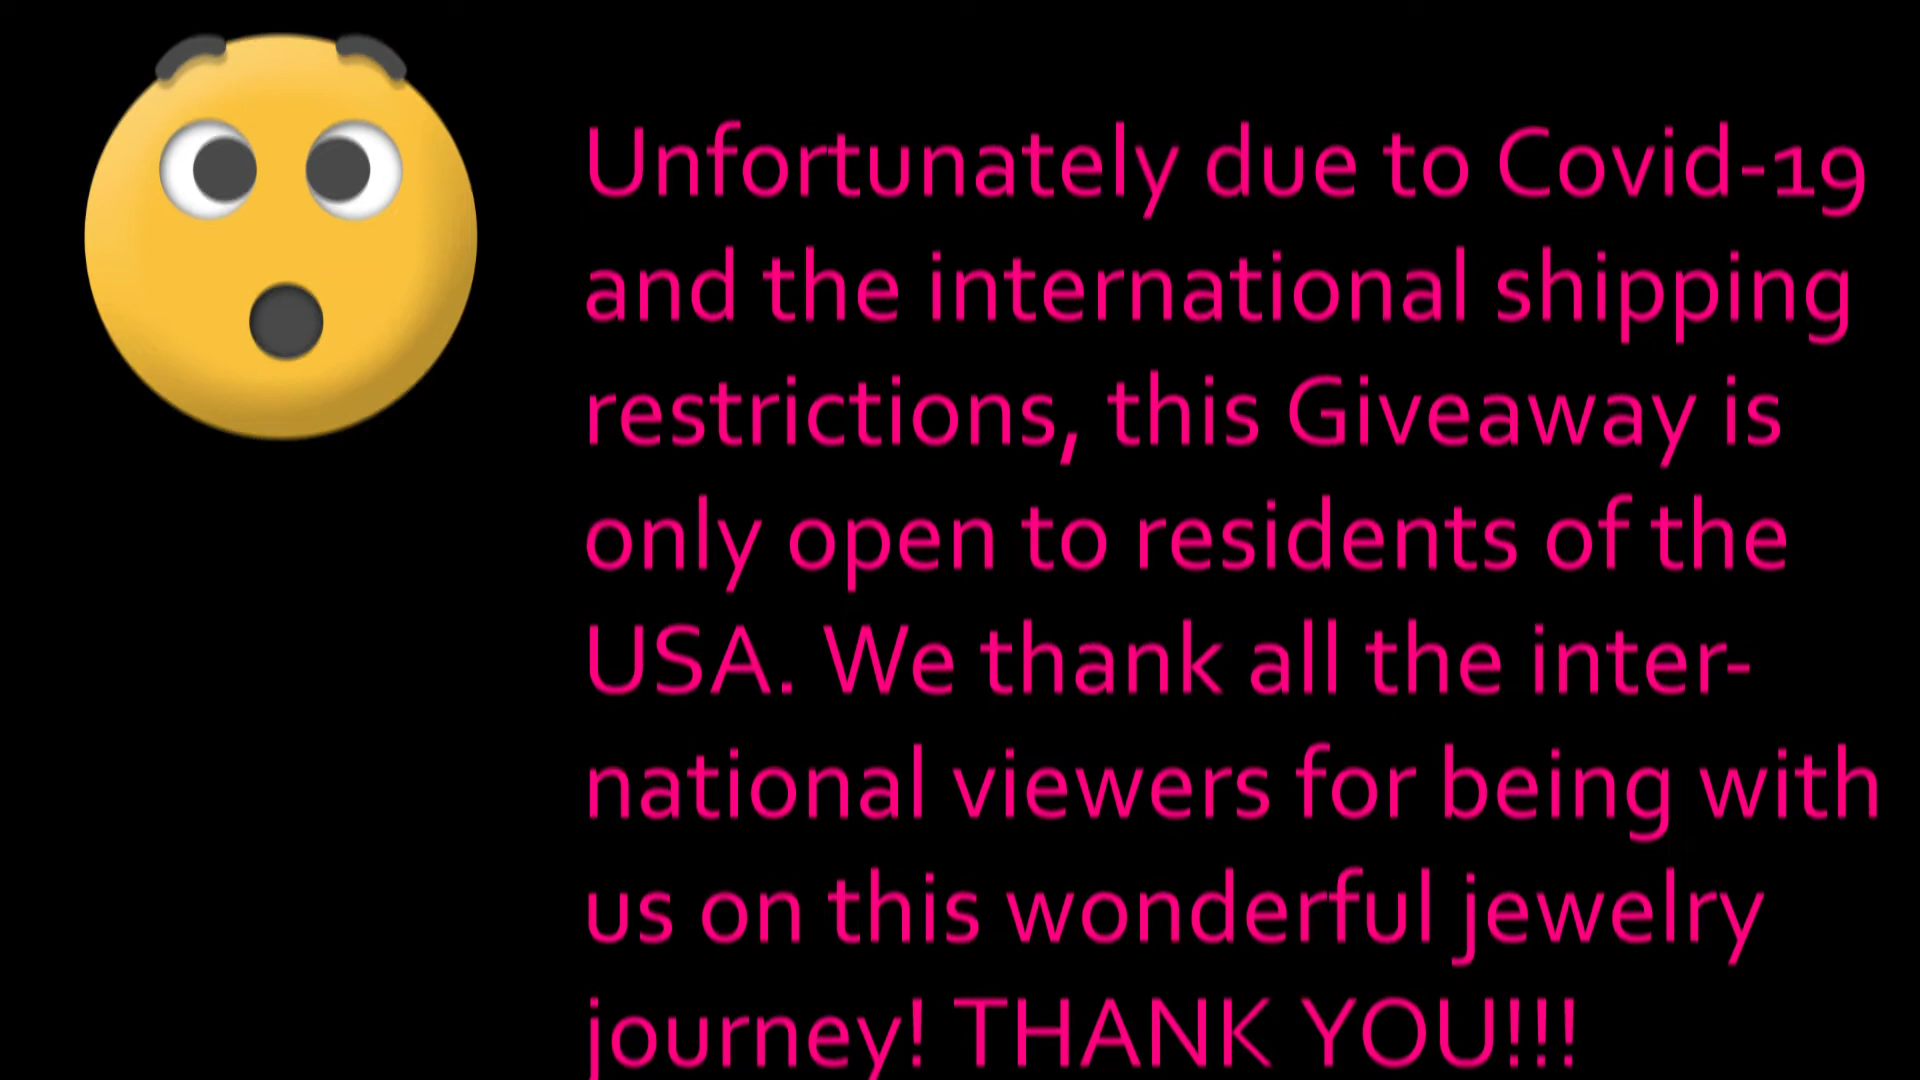 Unfortunately due to Covid-19
and the international shipping
restrictions, this Giveaway is
only open to residents of the
USA. We thank all the inter-
national viewers for being with
us on this wonderful jewelry
journey! THANK YOU!!!